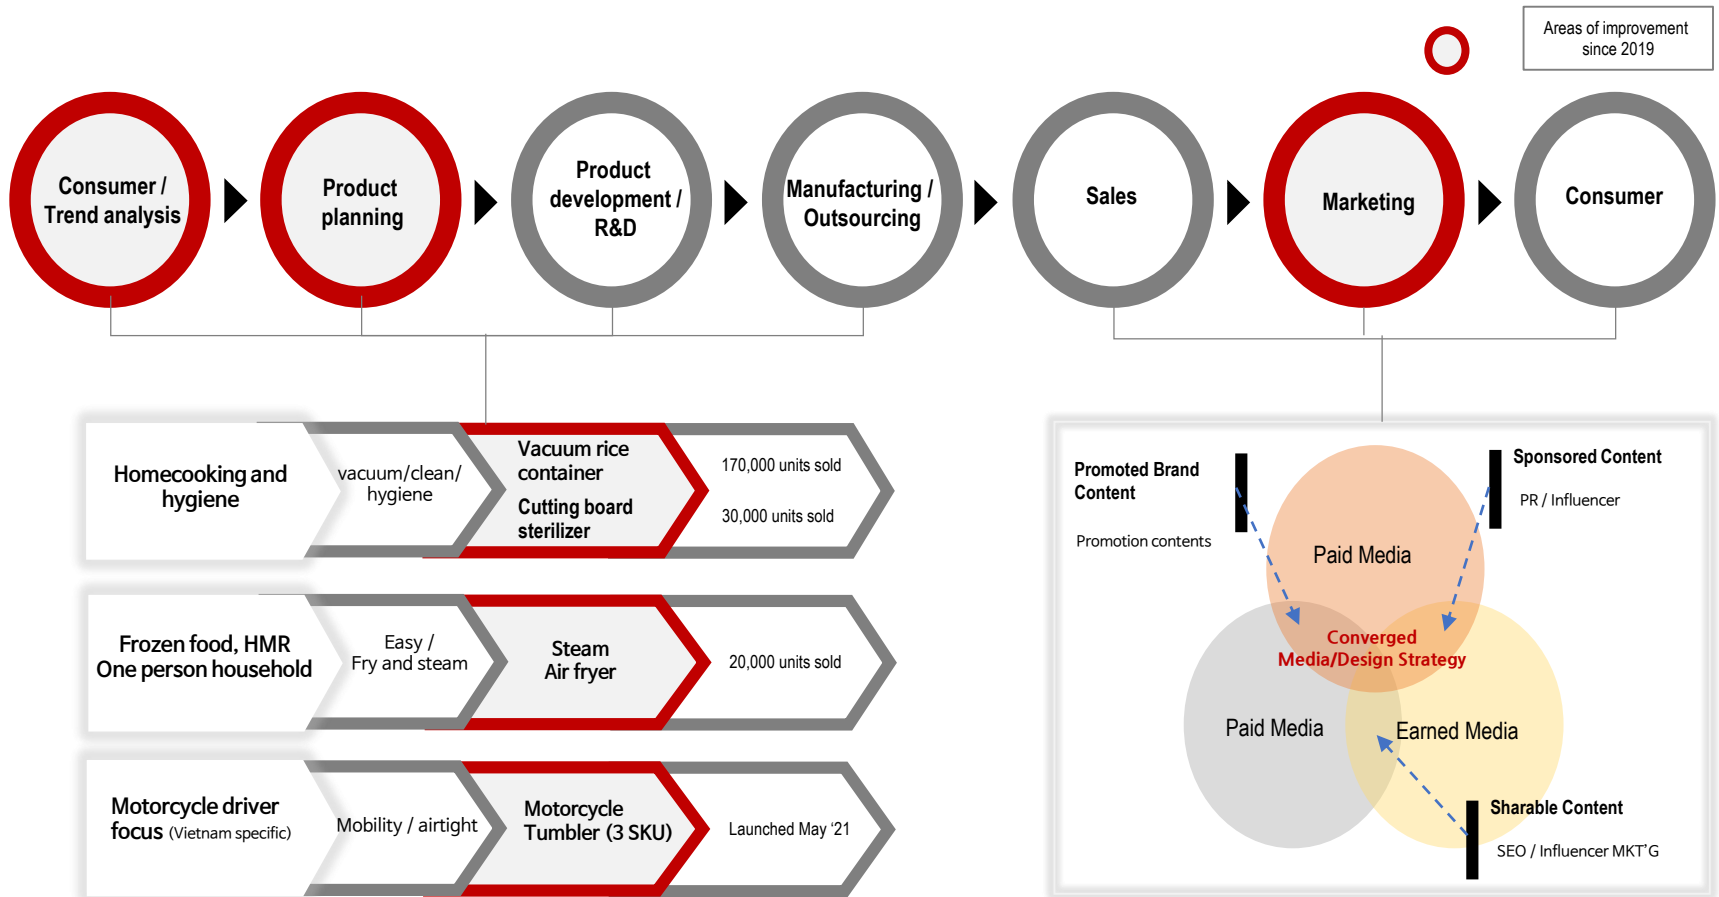 Areas of improvement
since 2019
Consumer /
Trend analysis
Product
planning
Product
development /
R&D
Manufacturing /
Outsourcing
Sales
Marketing
Consumer
Homecooking and
hygiene
vacuum/clean/
hygiene
Vacuum rice
container
Cutting board
sterilizer
170,000 units sold
30,000 units sold
Frozen food, HMR
One person household
Easy /
Fry and steam
Steam
Air fryer
20,000 units sold
Motorcycle driver
focus (Vietnam specific)
Mobility / airtight
Motorcycle
Tumbler (3 SKU)
Launched May ‘21
Promoted Brand
Content
Promotion contents
Sponsored Content
PR / Influencer
Paid Media
Converged
Media/Design Strategy
Paid Media
Earned Media
Sharable Content
SEO / Influencer MKT’G